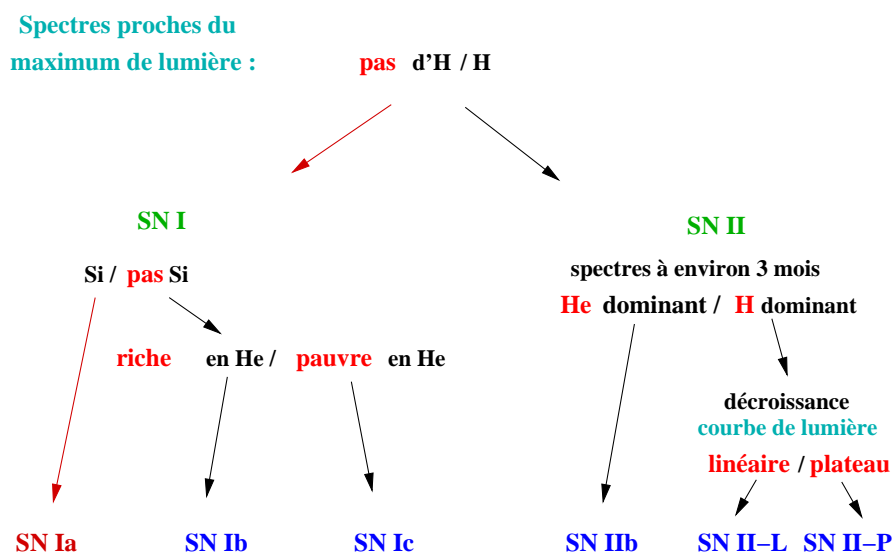 Spectres proches du
maximum de lumière :
pas d'H / H
SN I
SN II
Si / pas Si
spectres à environ 3 mois
He dominant / H dominant
riche en He / pauvre en He
décroissance
courbe de lumière
linéaire / plateau
SN Ia SN Ib SN Ic SN IIb SN II–L SN II–P